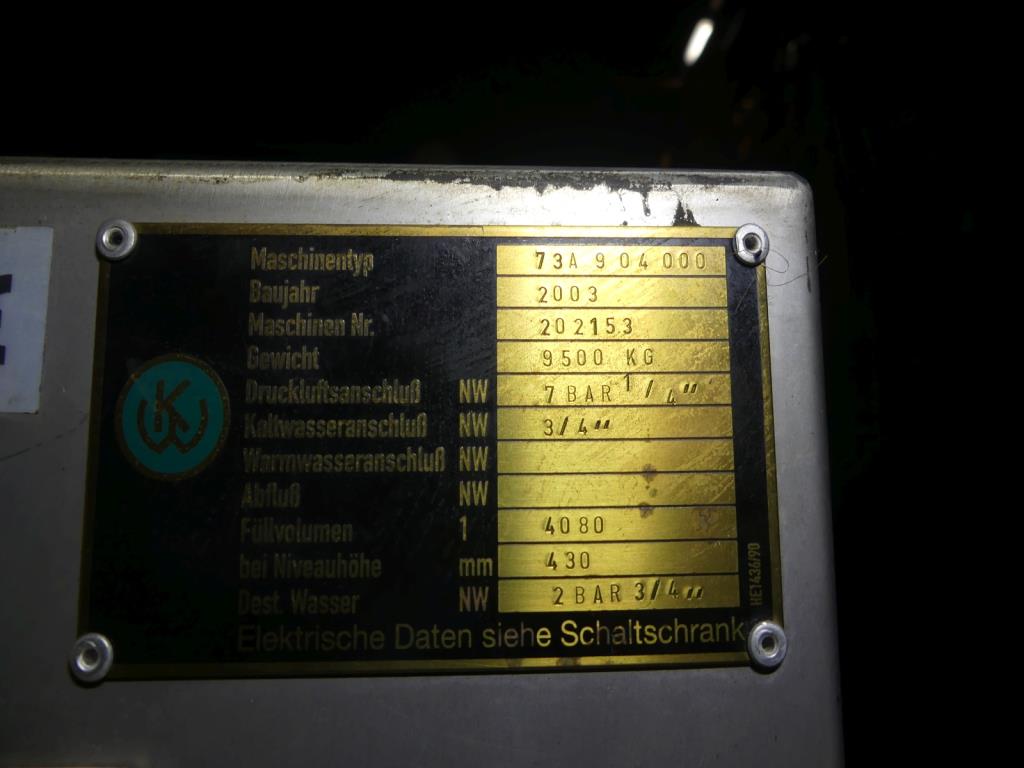 Maschinentyp 73A 904 000
Baujahr 2003
Maschinen Nr. 202153
Gewicht 9500 KG
Druckluftsanschluß NW 7 BAR 1/4"
Kaltwasseranschluß NW 3/4"
Warmwasseranschluß NW
Abfluß NW
Füllvolumen l 4080
bei Niveauhöhe mm 430
Dest. Wasser NW 2 BAR 3/4"
Elektrische Daten siehe Schaltschrank
HE1436/90
KW